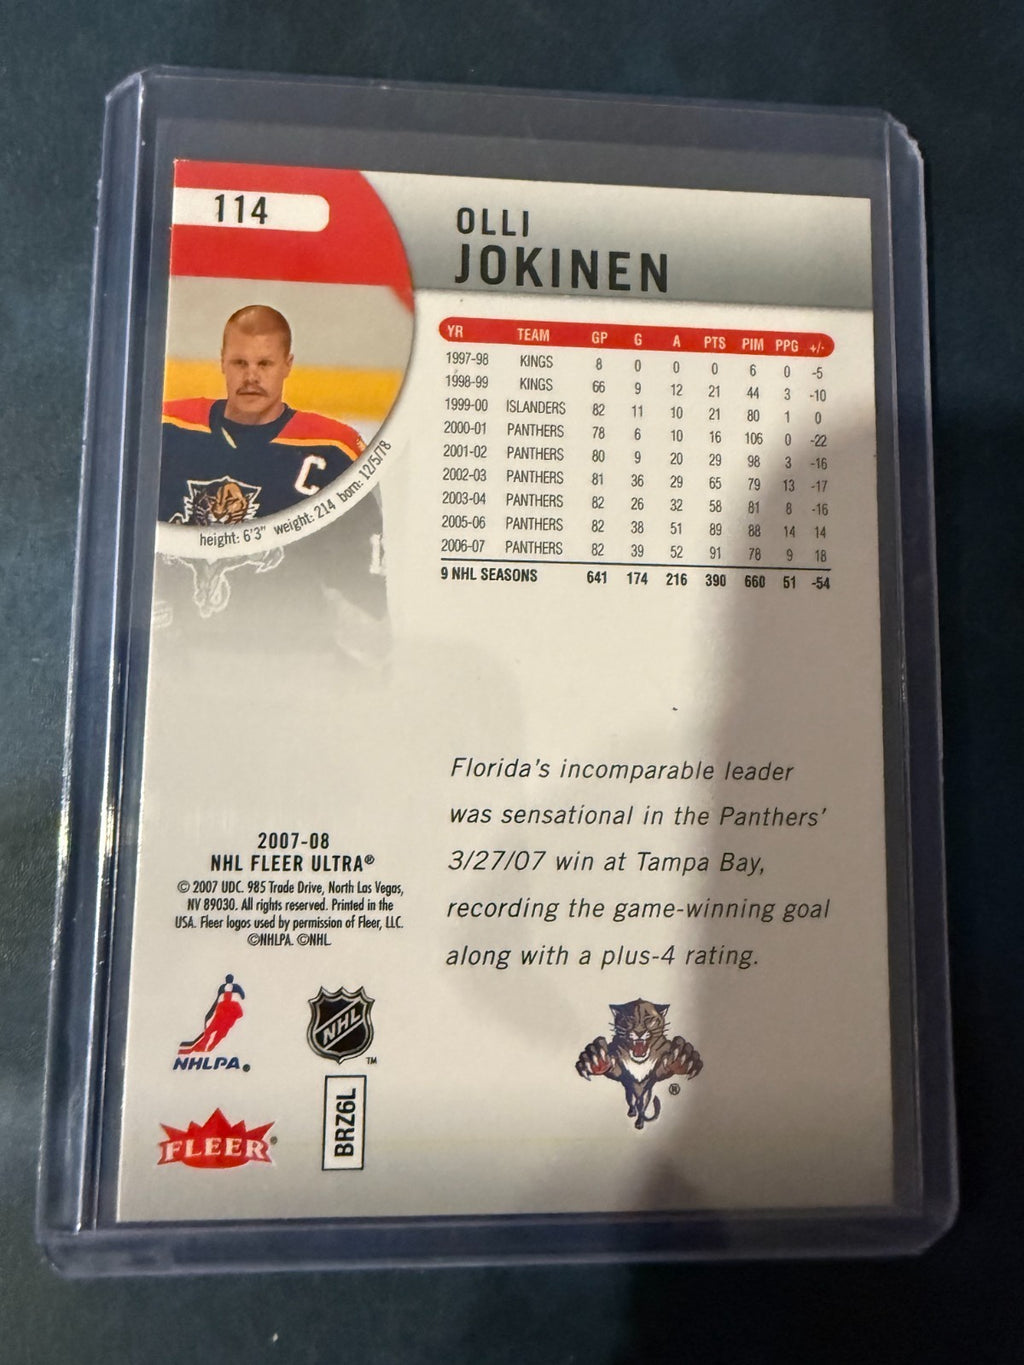 114
OLLI
JOKINEN
YR TEAM GP G A PTS PIM PPG +/-
1997-98 KINGS 8 0 0 0 6 0 -5
1998-99 KINGS 66 9 12 21 44 3 -10
1999-00 ISLANDERS 82 11 10 21 80 1 0
2000-01 PANTHERS 78 6 10 16 106 0 -22
2001-02 PANTHERS 80 9 20 29 98 3 -16
2002-03 PANTHERS 81 36 29 65 79 13 -17
2003-04 PANTHERS 82 26 32 58 81 8 -16
2005-06 PANTHERS 82 38 51 89 88 14 14
2006-07 PANTHERS 82 39 52 91 78 9 18
9 NHL SEASONS 641 174 216 390 660 51 -54
C
height: 6'3" weight: 214 born: 12/5/78
Florida's incomparable leader
was sensational in the Panthers'
3/27/07 win at Tampa Bay,
recording the game-winning goal
along with a plus-4 rating.
2007-08
NHL FLEER ULTRA®
© 2007 UDC. 985 Trade Drive, North Las Vegas,
NV 89030. All rights reserved. Printed in the
USA. Fleer logos used by permission of Fleer, LLC.
©NHLPA. ©NHL.
NHLPA®
NHL™
®
FLEER®
BRZ6L